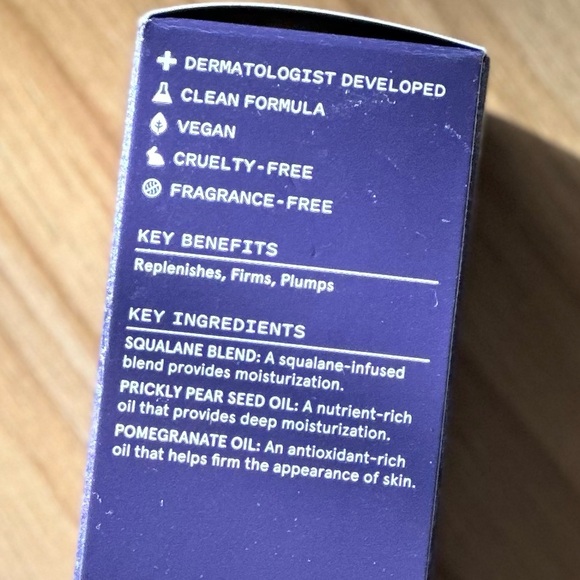 DERMATOLOGIST DEVELOPED
CLEAN FORMULA
VEGAN
CRUELTY-FREE
FRAGRANCE-FREE
KEY BENEFITS
Replenishes, Firms, Plumps
KEY INGREDIENTS
SQUALANE BLEND: A squalane-infused
blend provides moisturization.
PRICKLY PEAR SEED OIL: A nutrient-rich
oil that provides deep moisturization.
POMEGRANATE OIL: An antioxidant-rich
oil that helps firm the appearance of skin.